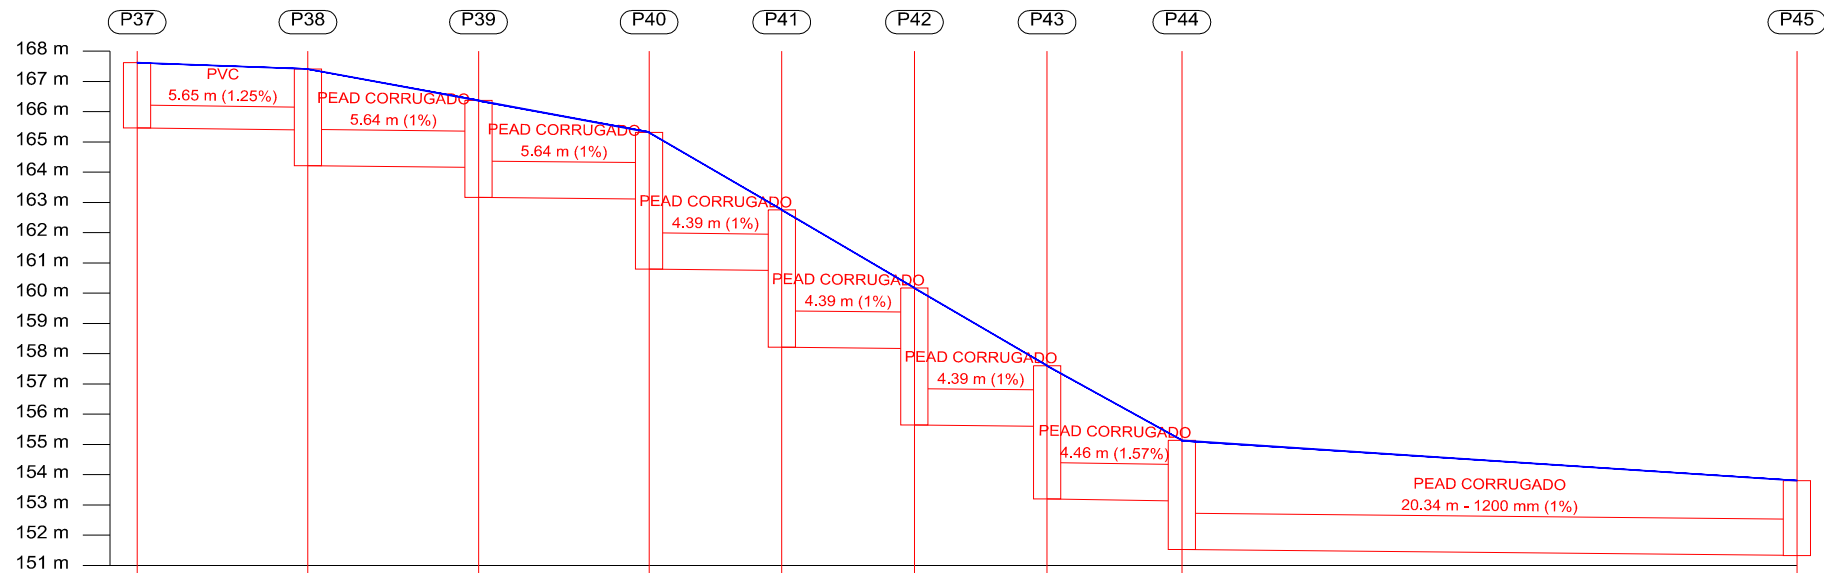 P37 P38 P39 P40 P41 P42 P43 P44 P45
168 m
167 m
166 m
165 m
164 m
163 m
162 m
161 m
160 m
159 m
158 m
157 m
156 m
155 m
154 m
153 m
152 m
151 m
PVC
5.65 m (1.25%)
PEAD CORRUGADO
5.64 m (1%)
PEAD CORRUGADO
5.64 m (1%)
PEAD CORRUGADO
4.39 m (1%)
PEAD CORRUGADO
4.39 m (1%)
PEAD CORRUGADO
4.39 m (1%)
PEAD CORRUGADO
4.46 m (1.57%)
PEAD CORRUGADO
20.34 m - 1200 mm (1%)